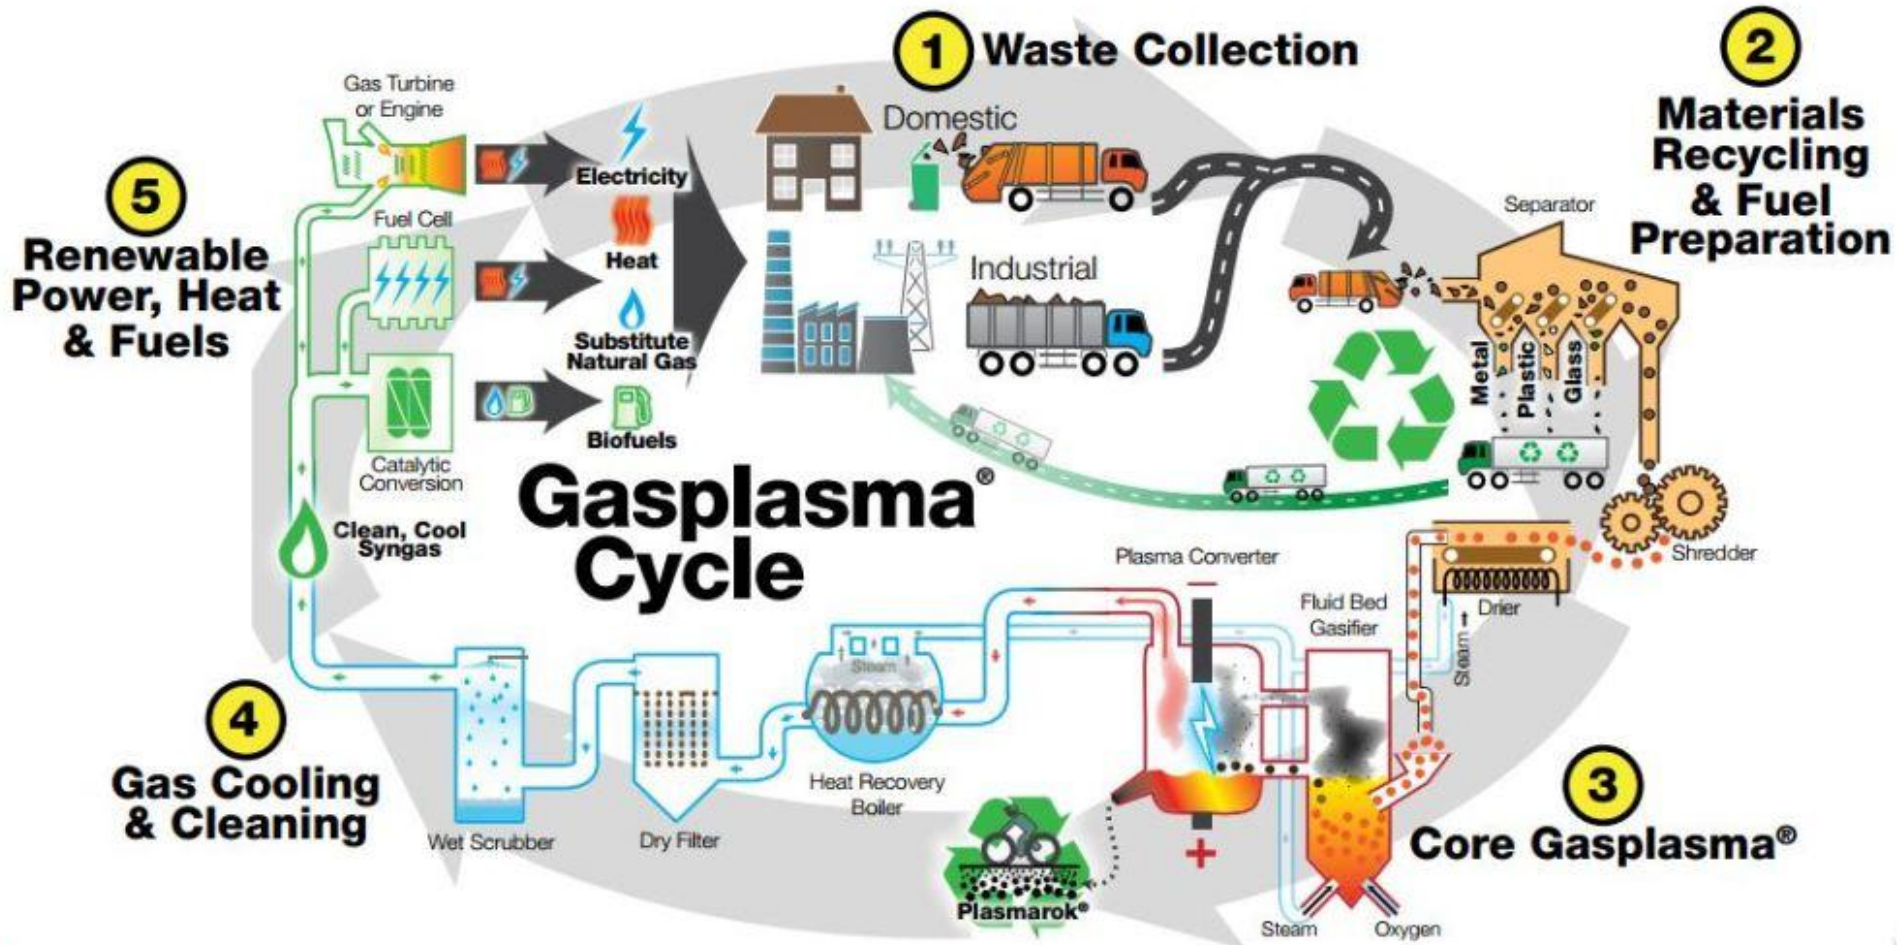 1 Waste Collection
Domestic
Industrial
2
Materials
Recycling
& Fuel
Preparation
Separator
Metal
Plastic
Glass
Shredder
Drier
Steam
3
Core Gasplasma®
Fluid Bed
Gasifier
Plasma Converter
Steam
Oxygen
Plasmarok®
4
Gas Cooling
& Cleaning
Heat Recovery
Boiler
Steam
Dry Filter
Wet Scrubber
Clean, Cool
Syngas
5
Renewable
Power, Heat
& Fuels
Gas Turbine
or Engine
Fuel Cell
Catalytic
Conversion
Electricity
Heat
Substitute
Natural Gas
Biofuels
Gasplasma®
Cycle